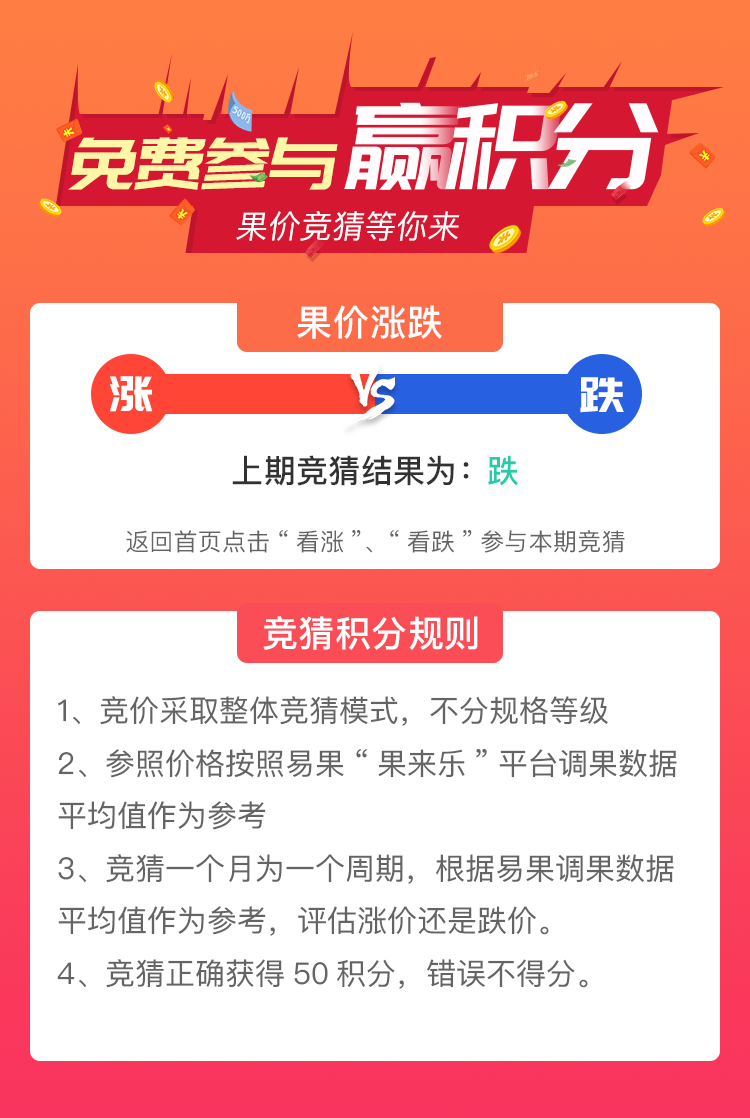 500万
免费参与赢积分
果价竞猜等你来
果价涨跌
涨 VS 跌
上期竞猜结果为：跌
返回首页点击“看涨”、“看跌”参与本期竞猜
竞猜积分规则
1、竞价采取整体竞猜模式，不分规格等级
2、参照价格按照易果“果来乐”平台调果数据
平均值作为参考
3、竞猜一个月为一个周期，根据易果调果数据
平均值作为参考，评估涨价还是跌价。
4、竞猜正确获得 50 积分，错误不得分。